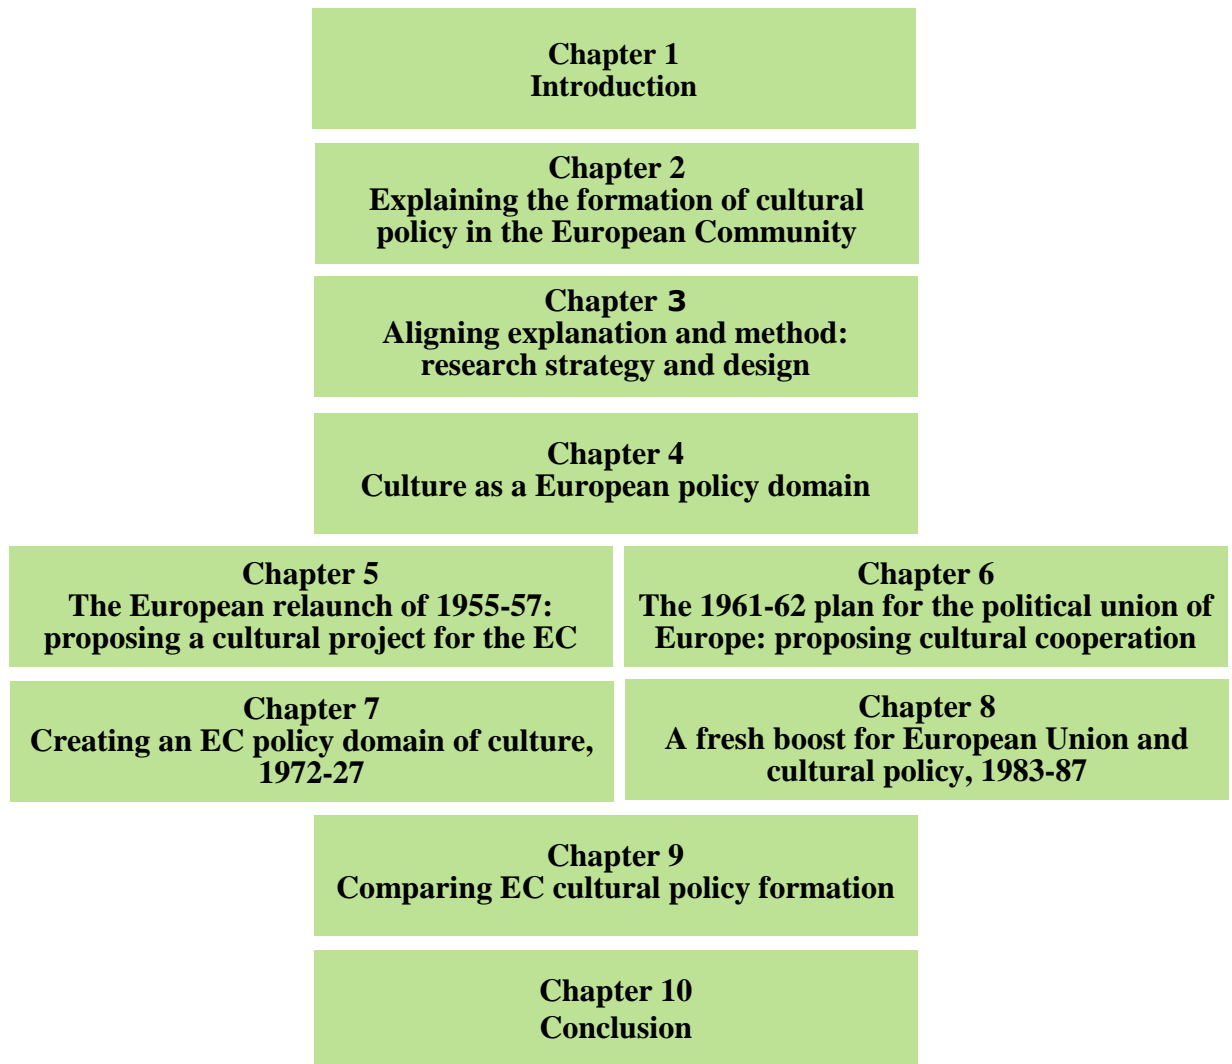 Chapter 1
Introduction
Chapter 2
Explaining the formation of cultural
policy in the European Community
Chapter 3
Aligning explanation and method:
research strategy and design
Chapter 4
Culture as a European policy domain
Chapter 5
The European relaunch of 1955-57:
proposing a cultural project for the EC
Chapter 6
The 1961-62 plan for the political union of
Europe: proposing cultural cooperation
Chapter 7
Creating an EC policy domain of culture,
1972-27
Chapter 8
A fresh boost for European Union and
cultural policy, 1983-87
Chapter 9
Comparing EC cultural policy formation
Chapter 10
Conclusion